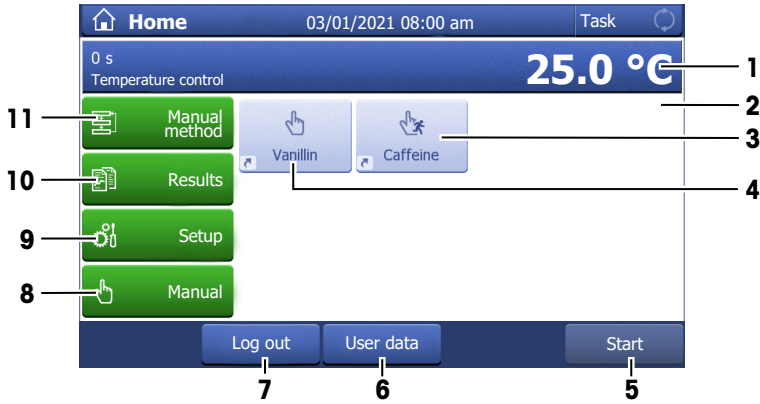 Home
03/01/2021 08:00 am
Task
0 s
Temperature control
25.0 °C
1
2
11
Manual
method
Vanillin
Caffeine
3
10
Results
4
9
Setup
8
Manual
Log out
User data
Start
7
6
5